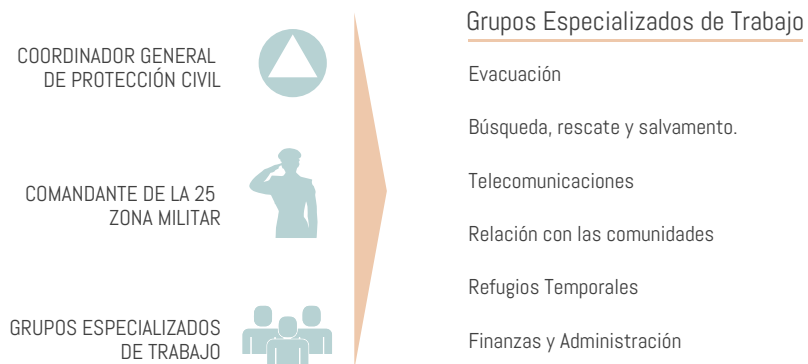 COORDINADOR GENERAL
DE PROTECCIÓN CIVIL
COMANDANTE DE LA 25
ZONA MILITAR
GRUPOS ESPECIALIZADOS
DE TRABAJO
Grupos Especializados de Trabajo
Evacuación
Búsqueda, rescate y salvamento.
Telecomunicaciones
Relación con las comunidades
Refugios Temporales
Finanzas y Administración